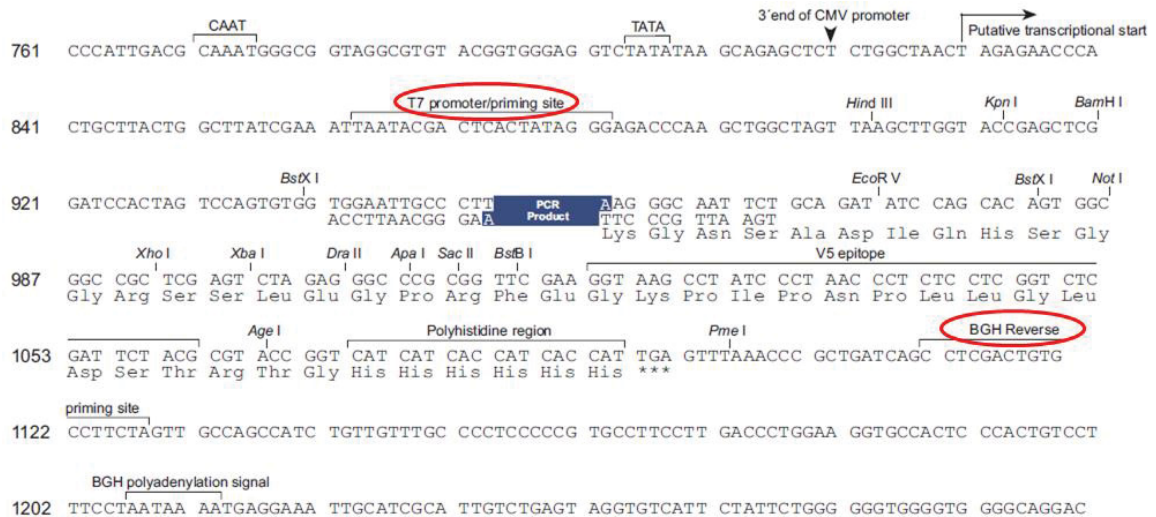 CAAT TATA 3´end of CMV promoter Putative transcriptional start
761 CCCATTGACG CAAATGGGCG GTAGGCGTGT ACGGTGGGAG GTCTATATAA GCAGAGCTCT CTGGCTAACT AGAGAACCCA
T7 promoter/priming site Hind III Kpn I BamH I
841 CTGCTTACTG GCTTATCGAA ATTAATACGA CTCACTATAG GGAGACCCAA GCTGGCTAGT TAAGCTTGGT ACCGAGCTCG
BstX I EcoR V BstX I Not I
921 GATCCACTAG TCCAGTGTGG TGGAATTGCC CTT PCR Product AAG GGC AAT TCT GCA GAT ATC CAG CAC AGT GGC
ACCTTAACGG GAA TTC CCG TTA AGT
Lys Gly Asn Ser Ala Asp Ile Gln His Ser Gly
Xho I Xba I Dra II Apa I Sac II BstB I V5 epitope
987 GGC CGC TCG AGT CTA GAG GGC CCG CGG TTC GAA GGT AAG CCT ATC CCT AAC CCT CTC CTC GGT CTC
Gly Arg Ser Ser Leu Glu Gly Pro Arg Phe Glu Gly Lys Pro Ile Pro Asn Pro Leu Leu Gly Leu
Age I Polyhistidine region Pme I BGH Reverse
1053 GAT TCT ACG CGT ACC GGT CAT CAT CAC CAT CAC CAT TGA GTTTAAACCC GCTGATCAGC CTCGACTGTG
Asp Ser Thr Arg Thr Gly His His His His His His ***
priming site
1122 CCTTCTAGTT GCCAGCCATC TGTTGTTTGC CCCTCCCCCG TGCCTTCCTT GACCCTGGAA GGTGCCACTC CCACTGTCCT
BGH polyadenylation signal
1202 TTCCTAATAA AATGAGGAAA TTGCATCGCA TTGTCTGAGT AGGTGTCATT CTATTCTGGG GGGTGGGGTG GGGCAGGAC